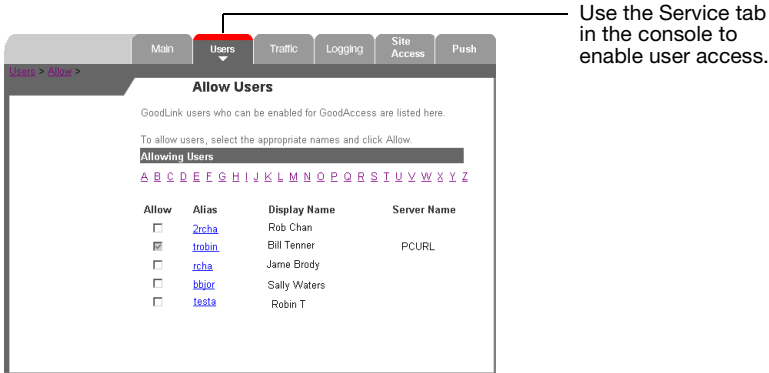 Use the Service tab
in the console to
enable user access.
Main Users Traffic Logging Site Access Push
Users > Allow >
Allow Users
GoodLink users who can be enabled for GoodAccess are listed here.
To allow users, select the appropriate names and click Allow.
Allowing Users
A B C D E F G H I J K L M N O P Q R S T U V W X Y Z
Allow Alias Display Name Server Name
2rcha Rob Chan
trobin Bill Tenner PCURL
rcha Jame Brody
bbjor Sally Waters
testa Robin T